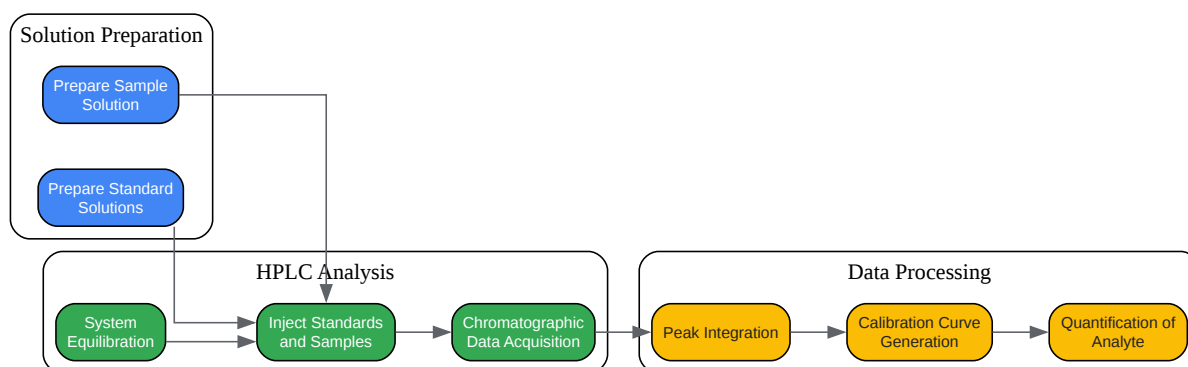 Solution Preparation
Prepare Sample
Solution
Prepare Standard
Solutions
HPLC Analysis
System
Equilibration
Inject Standards
and Samples
Chromatographic
Data Acquisition
Data Processing
Peak Integration
Calibration Curve
Generation
Quantification of
Analyte